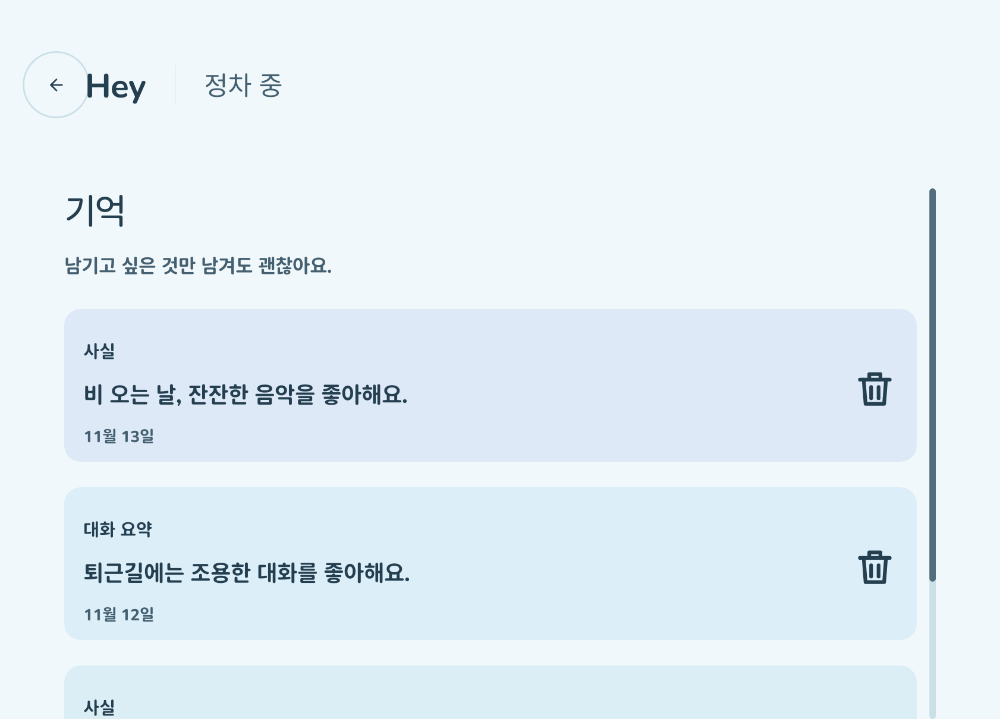 Hey
정차 중
기억
남기고 싶은 것만 남겨도 괜찮아요.
사실
비 오는 날, 잔잔한 음악을 좋아해요.
11월 13일
대화 요약
퇴근길에는 조용한 대화를 좋아해요.
11월 12일
사실